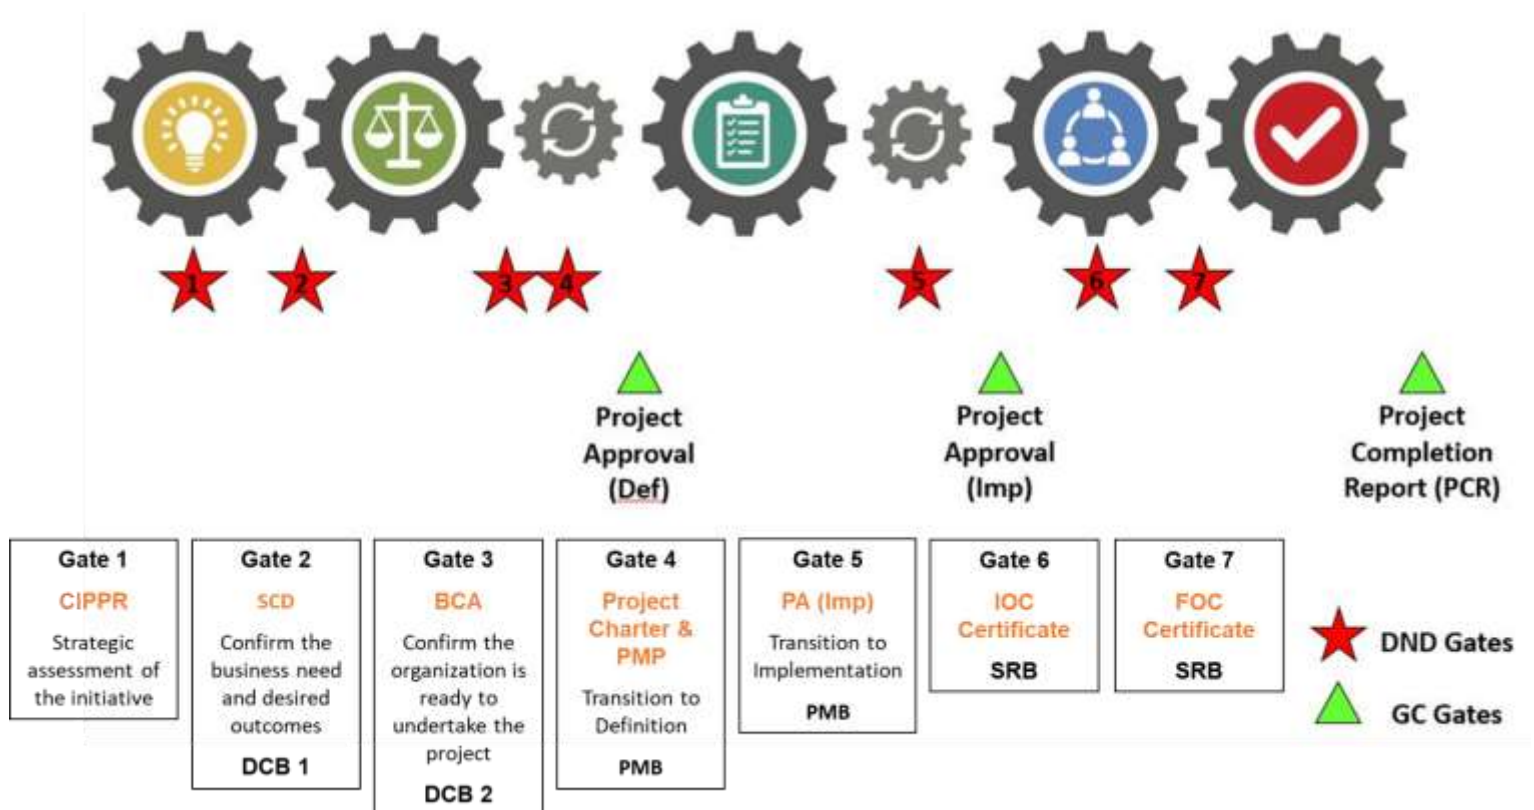 1
2
3
4
5
6
7
Project
Approval
(Def)
Project
Approval
(Imp)
Project
Completion
Report (PCR)
Gate 1
CIPPR
Strategic
assessment of
the initiative
Gate 2
SCD
Confirm the
business need
and desired
outcomes
DCB 1
Gate 3
BCA
Confirm the
organization is
ready to
undertake the
project
DCB 2
Gate 4
Project
Charter &
PMP
Transition to
Definition
PMB
Gate 5
PA (Imp)
Transition to
Implementation
PMB
Gate 6
IOC
Certificate
SRB
Gate 7
FOC
Certificate
SRB
DND Gates
GC Gates